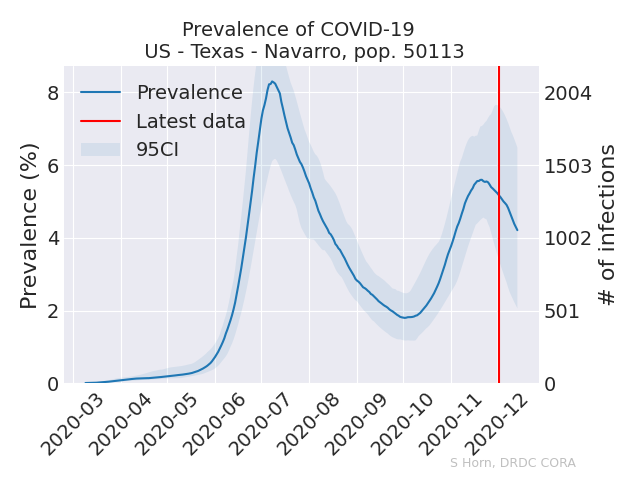 Prevalence of COVID-19
US - Texas - Navarro, pop. 50113
Prevalence
Latest data
95CI
Prevalence (%)
8
6
4
2
0
2004
1503
1002
501
0
# of infections
2020-03
2020-04
2020-05
2020-06
2020-07
2020-08
2020-09
2020-10
2020-11
2020-12
S Horn, DRDC CORA